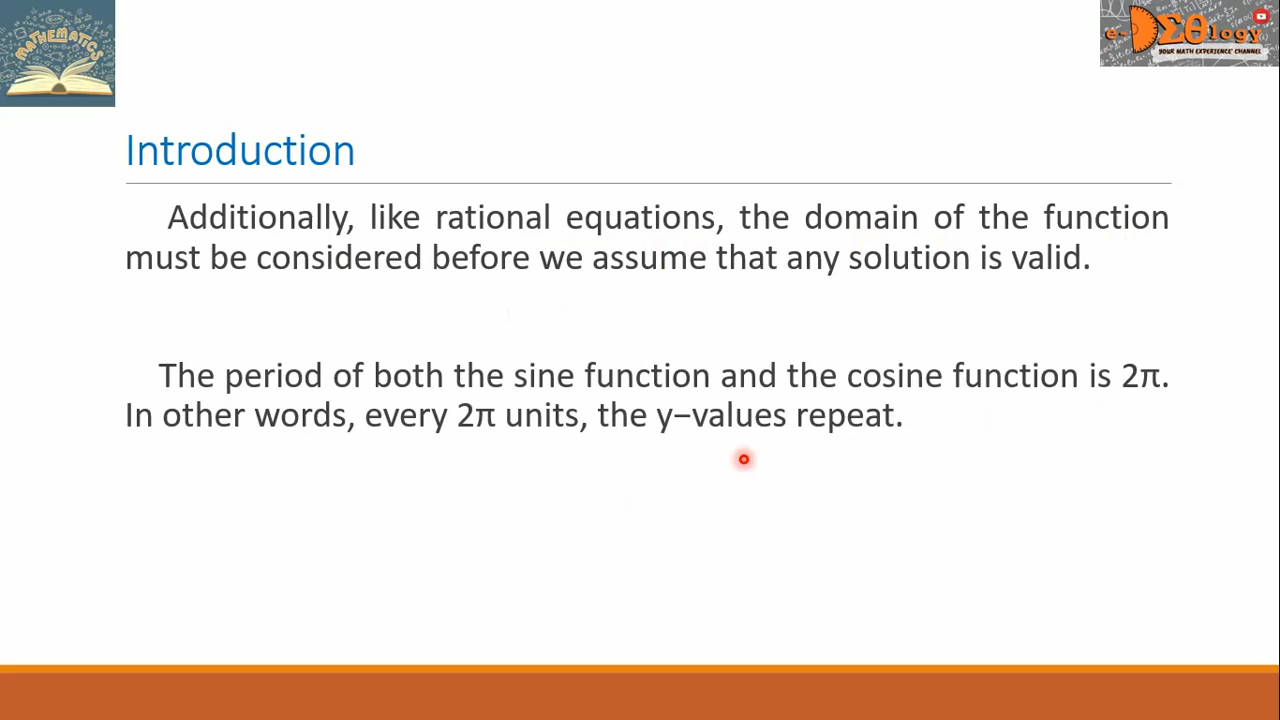 MATHEMATICS
e-DΣθlogy
YOUR MATH EXPERIENCE CHANNEL
Introduction
Additionally, like rational equations, the domain of the function
must be considered before we assume that any solution is valid.
The period of both the sine function and the cosine function is 2π.
In other words, every 2π units, the y−values repeat.